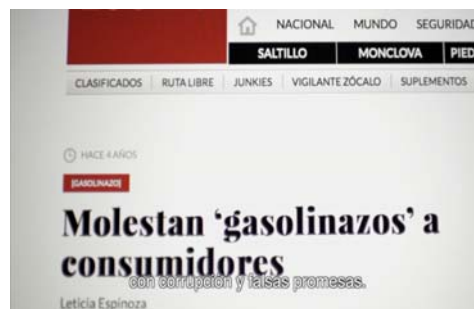 NACIONAL MUNDO SEGURIDAD
SALTILLO MONCLOVA PIED
CLASIFICADOS RUTA LIBRE JUNKIES VIGILANTE ZÓCALO SUPLEMENTOS
HACE 4 AÑOS
[GASOLINAZO]
Molestan ‘gasolinazos’ a
consumidores
con corrupción y falsas promesas.
Leticia Espinoza